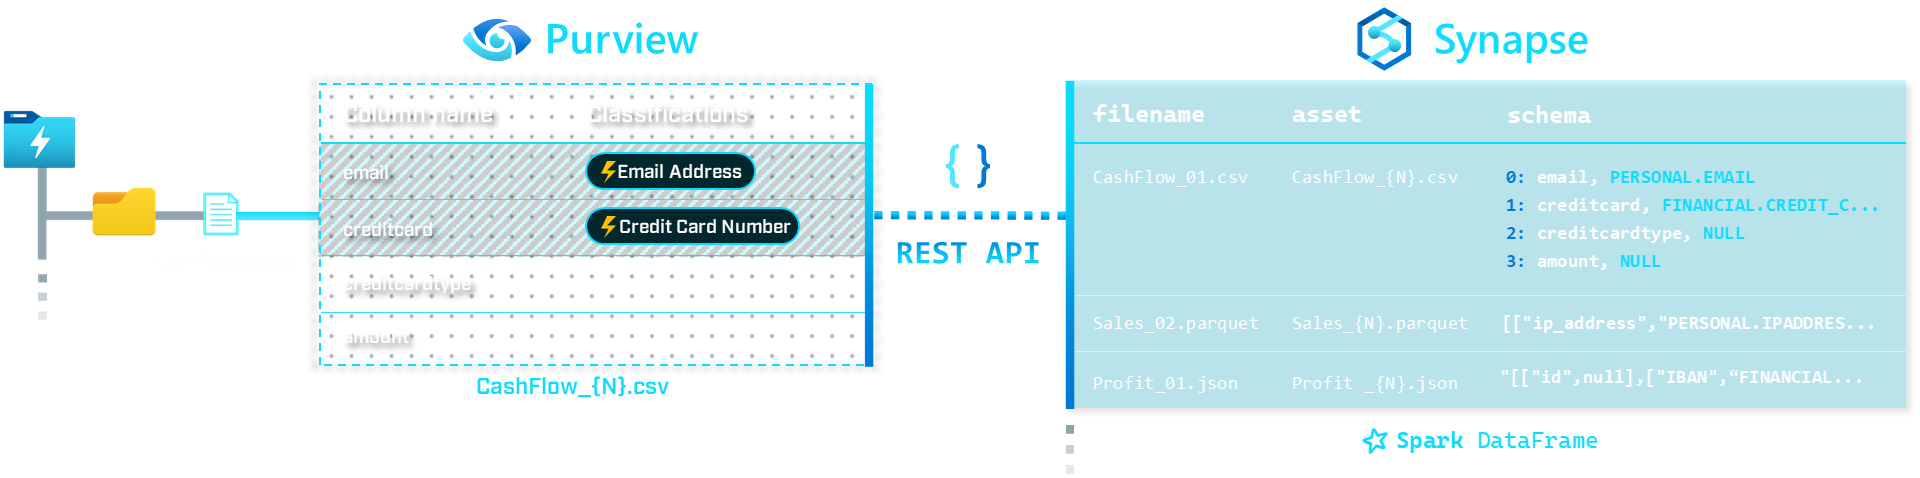 Purview
Synapse
Column name Classifications
email Email Address
creditcard Credit Card Number
creditcardtype
amount
CashFlow_{N}.csv
{ }
REST API
filename asset schema
CashFlow_01.csv CashFlow_{N}.csv 0: email, PERSONAL.EMAIL
1: creditcard, FINANCIAL.CREDIT_C...
2: creditcardtype, NULL
3: amount, NULL
Sales_02.parquet Sales_{N}.parquet [["ip_address","PERSONAL.IPADDRES...
Profit_01.json Profit _{N}.json "[["id",null],["IBAN",“FINANCIAL...
Spark DataFrame